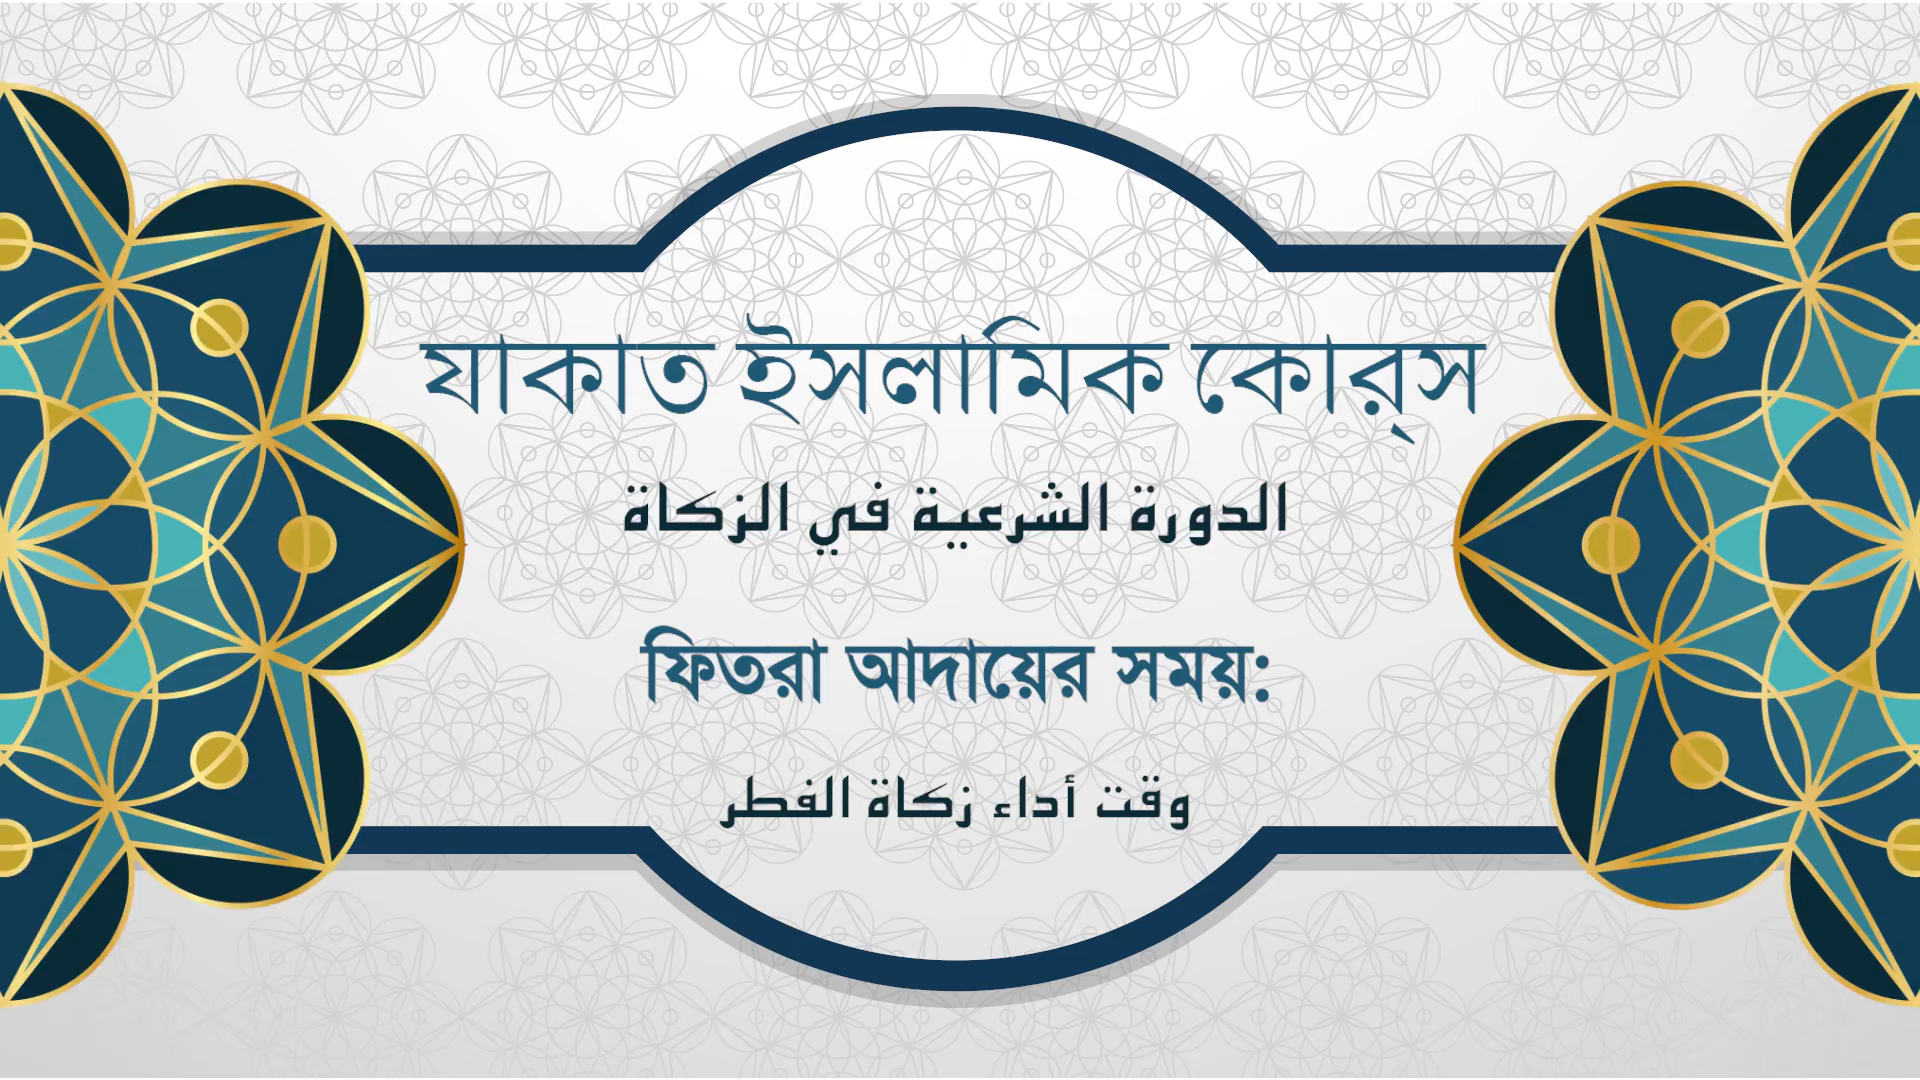 যাকাত ইসলামিক কোর্‌স
الدورة الشرعية في الزكاة
ফিতরা আদায়ের সময়:
وقت أداء زكاة الفطر